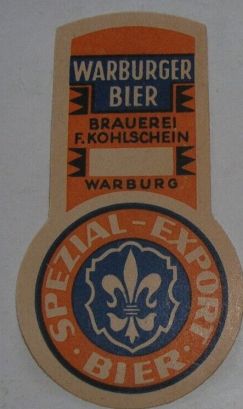 WARBURGER
BIER
BRAUEREI
F. KOHLSCHEIN
WARBURG
SPEZIAL-EXPORT
· BIER ·